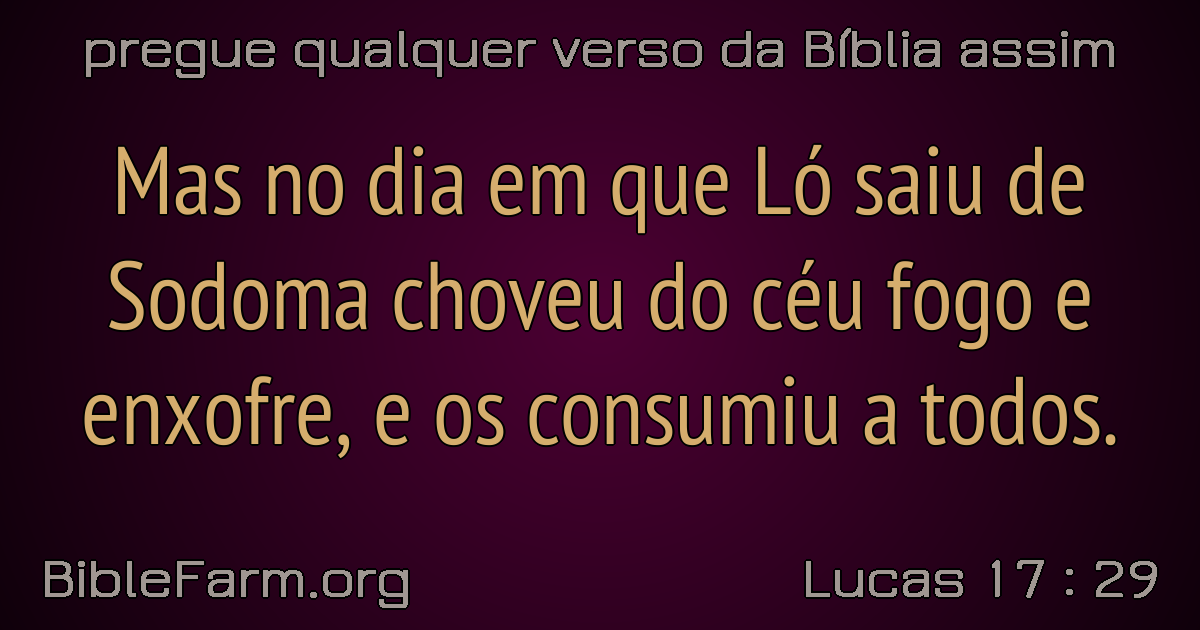 pregue qualquer verso da Bíblia assim
Mas no dia em que Ló saiu de
Sodoma choveu do céu fogo e
enxofre, e os consumiu a todos.
BibleFarm.org
Lucas 17 : 29